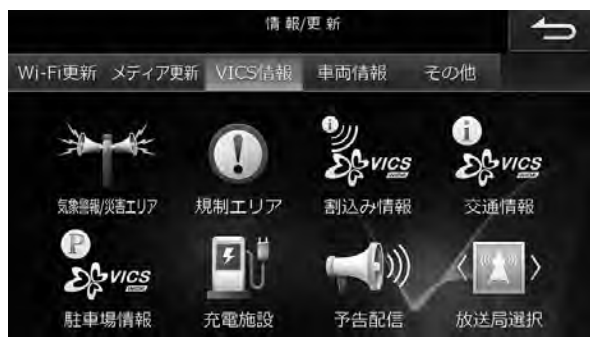 情報/更新
Wi-Fi更新 メディア更新 VICS情報 車両情報 その他
i i
VICS VICS
気象警報/災害エリア 規制エリア 割込み情報 交通情報
P
VICS
駐車場情報 充電施設 予告配信 放送局選択